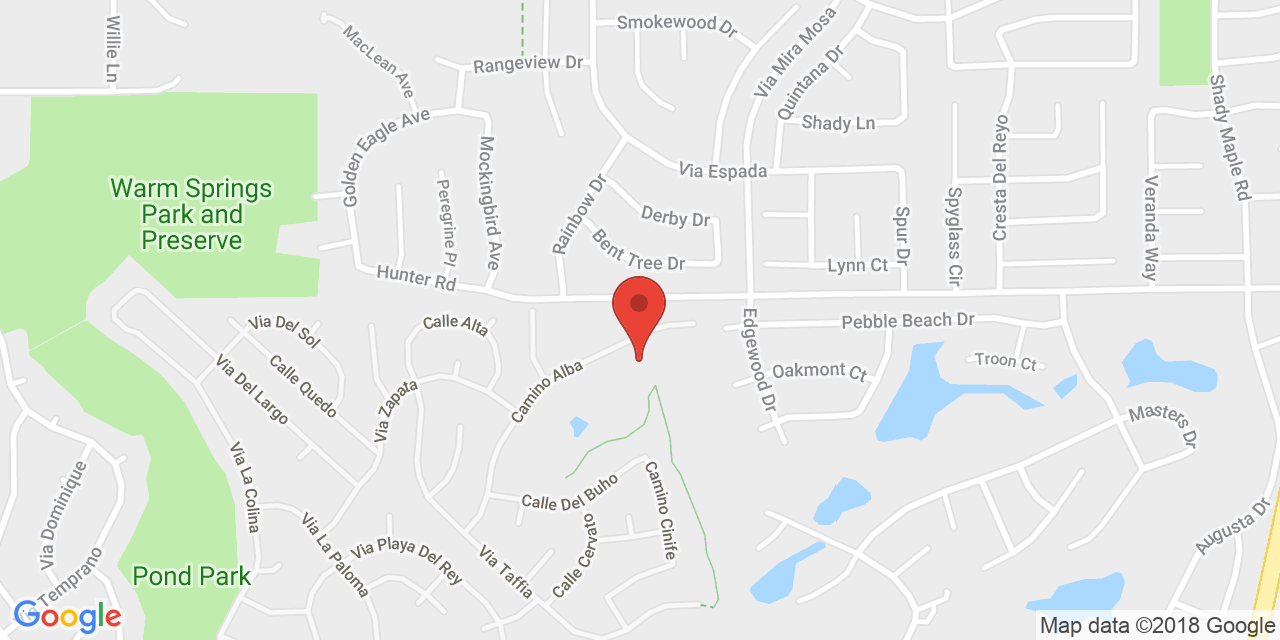 Smokewood Dr
Willie Ln
MacLean Ave
Rangeview Dr
Via Mira Mosa
Quintana Dr
Shady Ln
Shady Maple Rd
Golden Eagle Ave
Mockingbird Ave
Peregrine Pl
Rainbow Dr
Via Espada
Derby Dr
Bent Tree Dr
Spur Dr
Lynn Ct
Spyglass Cir
Cresta Del Reyo
Veranda Way
Warm Springs
Park and
Preserve
Hunter Rd
Via Del Sol
Calle Alta
Edgewood Dr
Pebble Beach Dr
Oakmont Ct
Troon Ct
Calle Quedo
Via Del Largo
Via Zapata
Camino Alba
Masters Dr
Via La Colina
Via Dominique
Calle Del Buho
Camino Cinife
Calle Cervato
Via La Paloma
Via Playa Del Rey
Via Taffia
Augusta Dr
Pond Park
Temprano
Google
Map data ©2018 Google